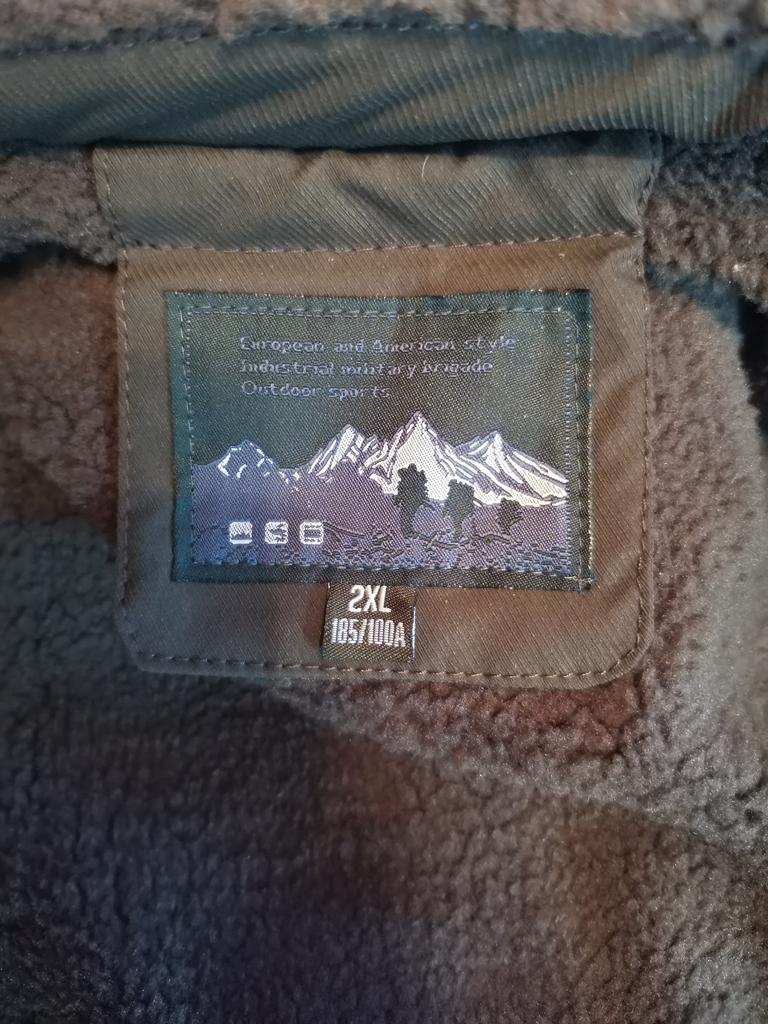 European and American style
Industrial military brigade
Outdoor sports
2XL
185/100A